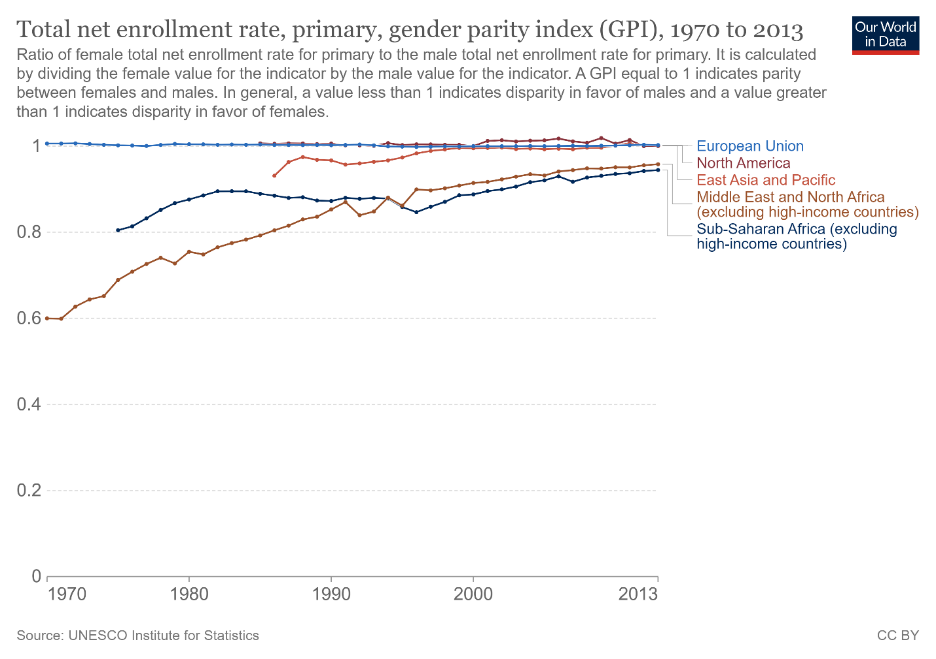 Total net enrollment rate, primary, gender parity index (GPI), 1970 to 2013
Our World
in Data
Ratio of female total net enrollment rate for primary to the male total net enrollment rate for primary. It is calculated
by dividing the female value for the indicator by the male value for the indicator. A GPI equal to 1 indicates parity
between females and males. In general, a value less than 1 indicates disparity in favor of males and a value greater
than 1 indicates disparity in favor of females.
1
0.8
0.6
0.4
0.2
0
1970
1980
1990
2000
2013
European Union
North America
East Asia and Pacific
Middle East and North Africa
(excluding high-income countries)
Sub-Saharan Africa (excluding
high-income countries)
Source: UNESCO Institute for Statistics
CC BY